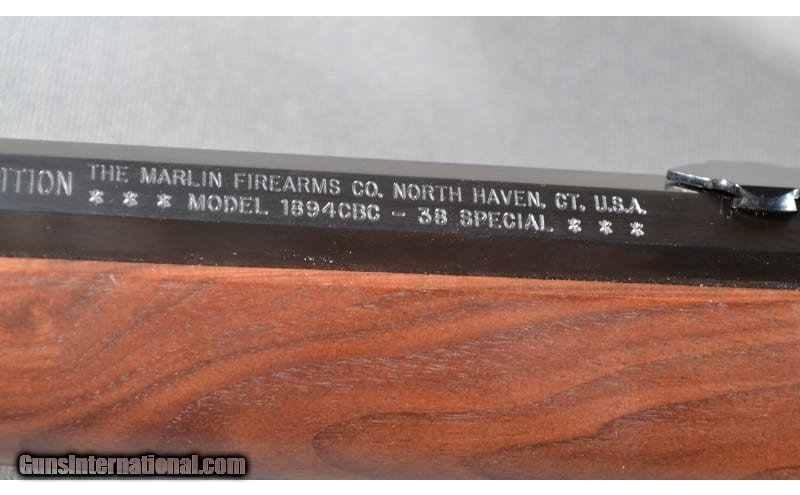 ITION THE MARLIN FIREARMS CO. NORTH HAVEN, CT, U.S.A.
*** MODEL 1894CBC - 38 SPECIAL ***
GunsInternational.com